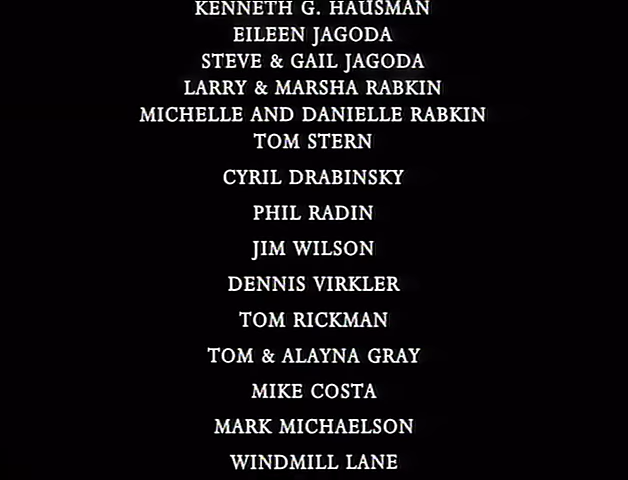 KENNETH G. HAUSMAN
EILEEN JAGODA
STEVE & GAIL JAGODA
LARRY & MARSHA RABKIN
MICHELLE AND DANIELLE RABKIN
TOM STERN
CYRIL DRABINSKY
PHIL RADIN
JIM WILSON
DENNIS VIRKLER
TOM RICKMAN
TOM & ALAYNA GRAY
MIKE COSTA
MARK MICHAELSON
WINDMILL LANE